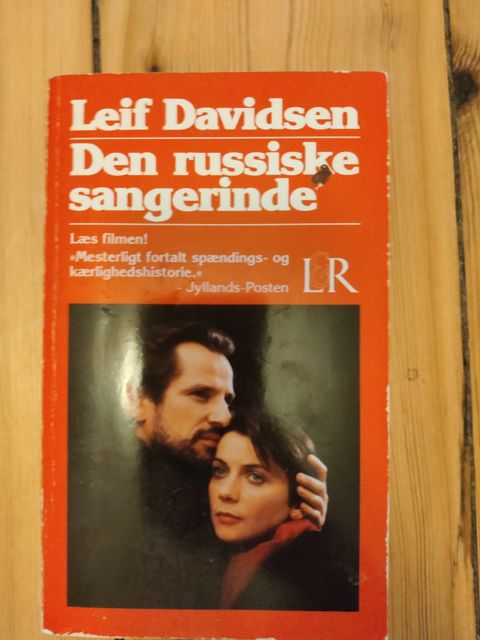 Leif Davidsen
Den russiske
sangerinde
Læs filmen!
»Mesterligt fortalt spændings- og
kærlighedshistorie.«
- Jyllands-Posten
L&R